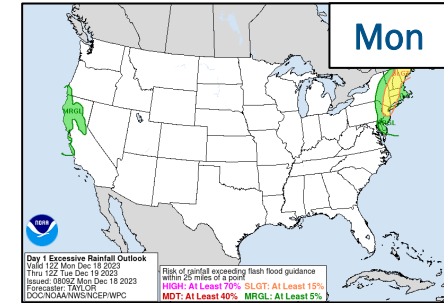 Mon
MRGL
MRGL
NOAA
Day 1 Excessive Rainfall Outlook
Valid 12Z Mon Dec 18 2023
Thru 12Z Tue Dec 19 2023
Issued: 0809Z Mon Dec 18 2023
Forecaster: TAYLOR
DOC/NOAA/NWS/NCEP/WPC
Risk of rainfall exceeding flash flood guidance
within 25 miles of a point
HIGH: At Least 70% SLGT: At Least 15%
MDT: At Least 40% MRGL: At Least 5%